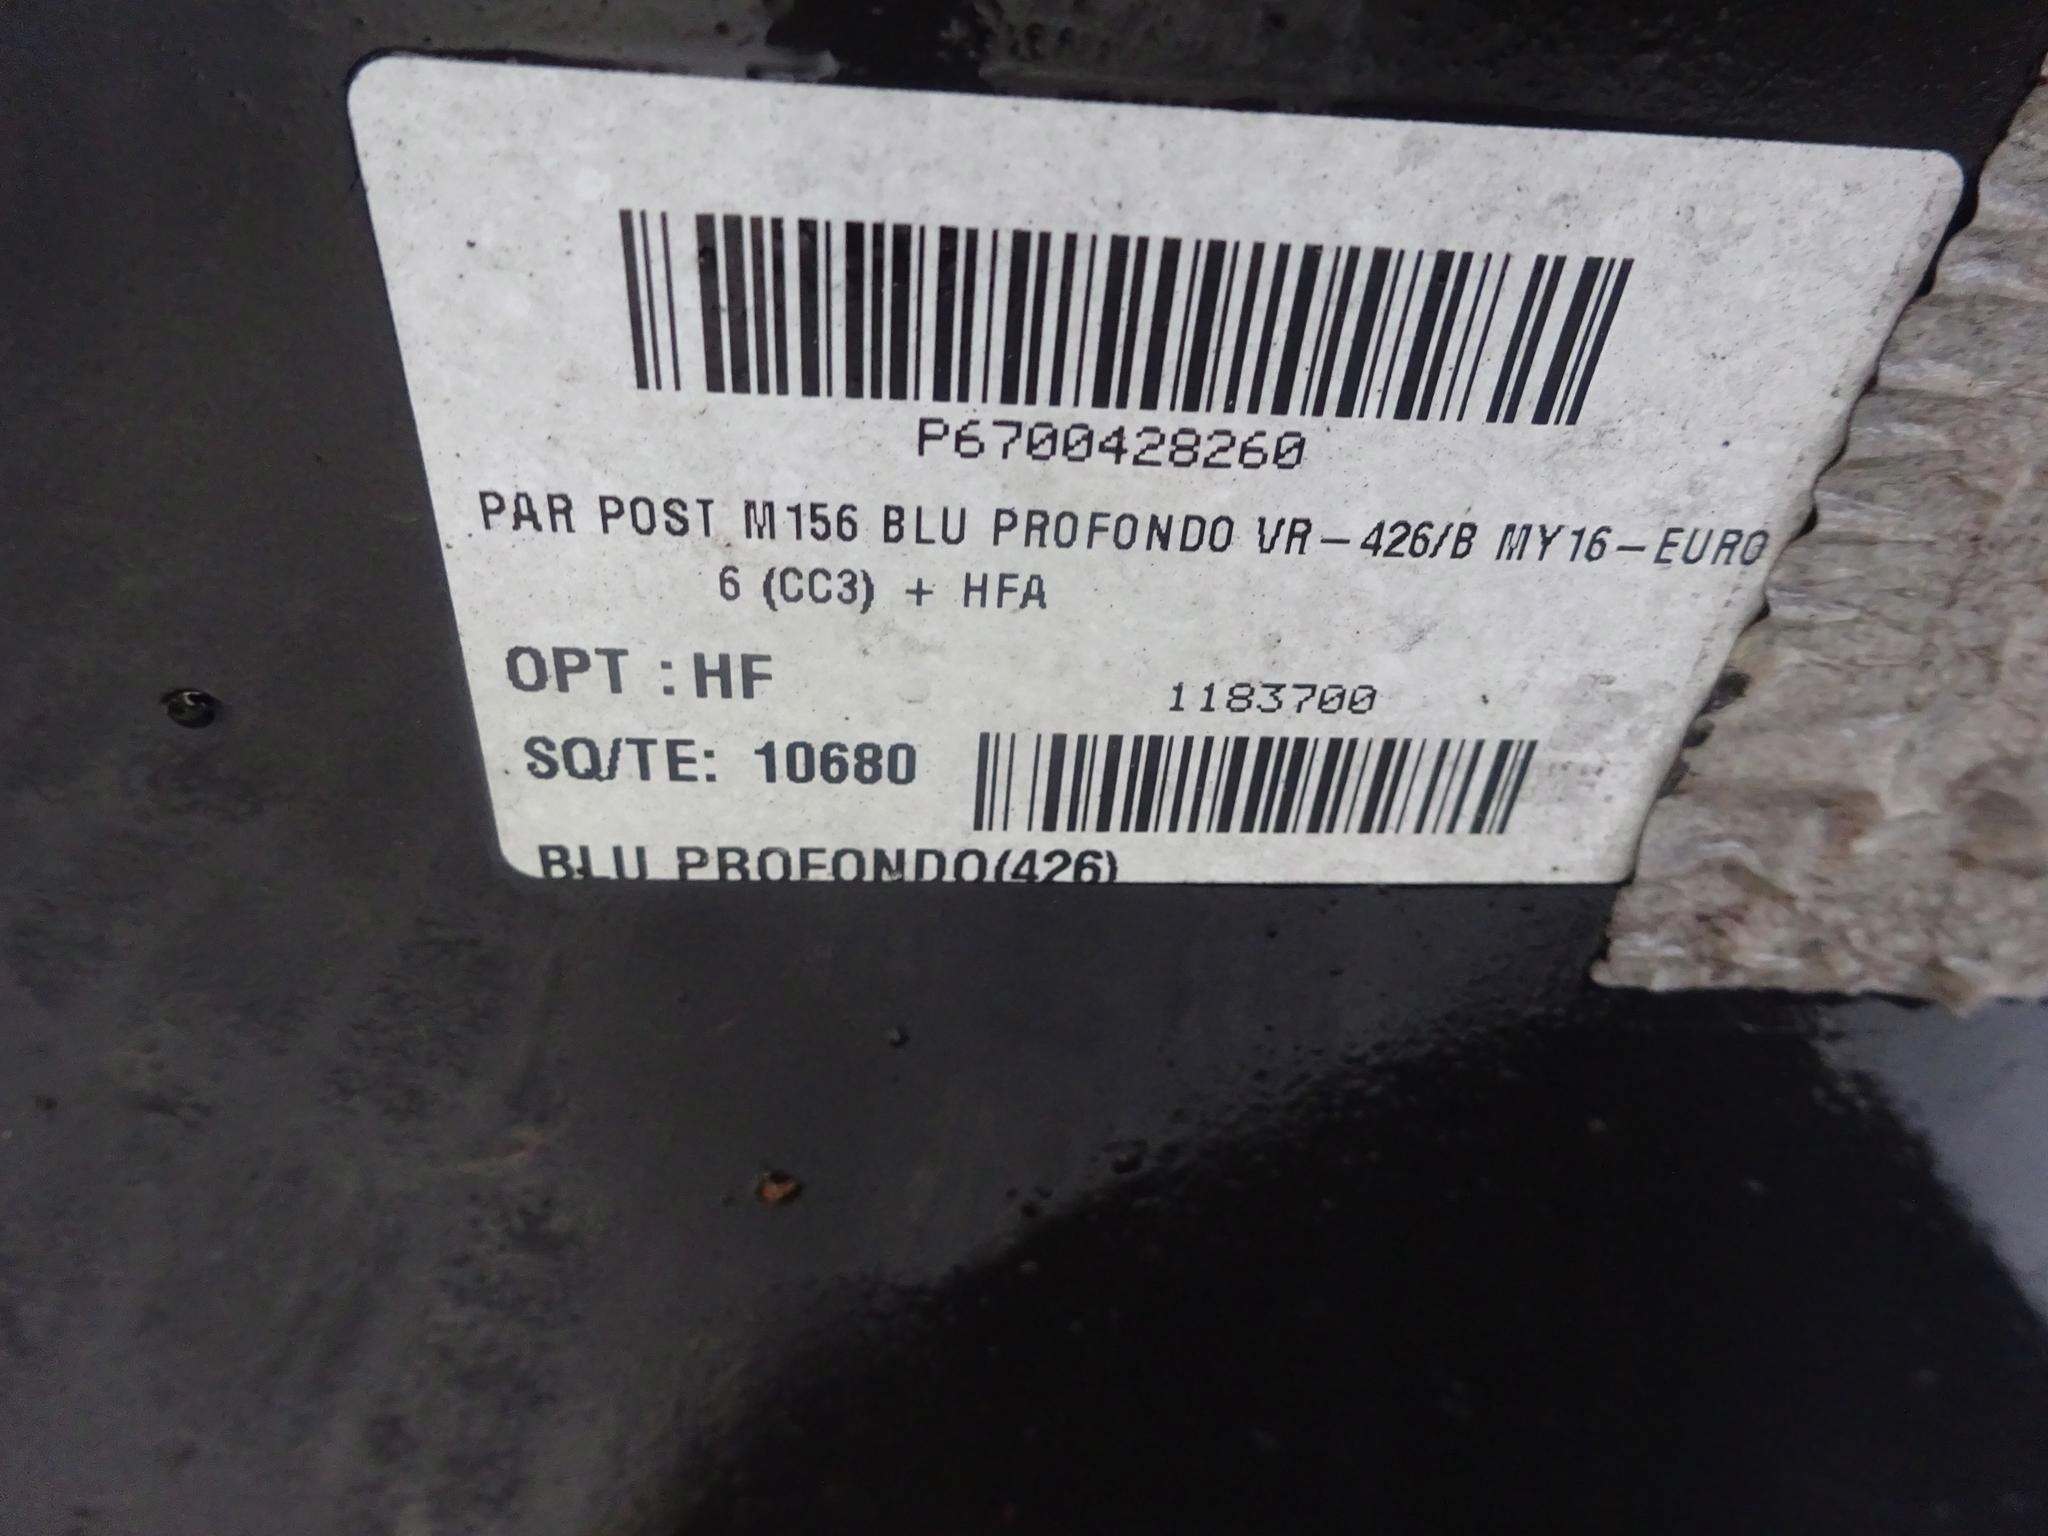 P6700428260
PAR POST M156 BLU PROFONDO VR-426/B MY16-EURO
6 (CC3) + HFA
OPT : HF
1183700
SQ/TE: 10680
BLU PROFONDO(426)